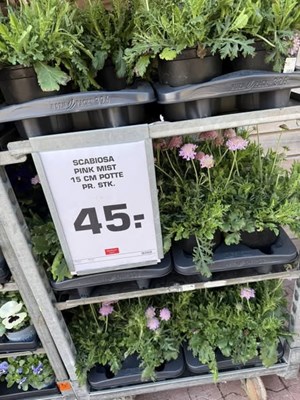 SCABIOSA
PINK MIST
15 CM POTTE
PR. STK.
45.-